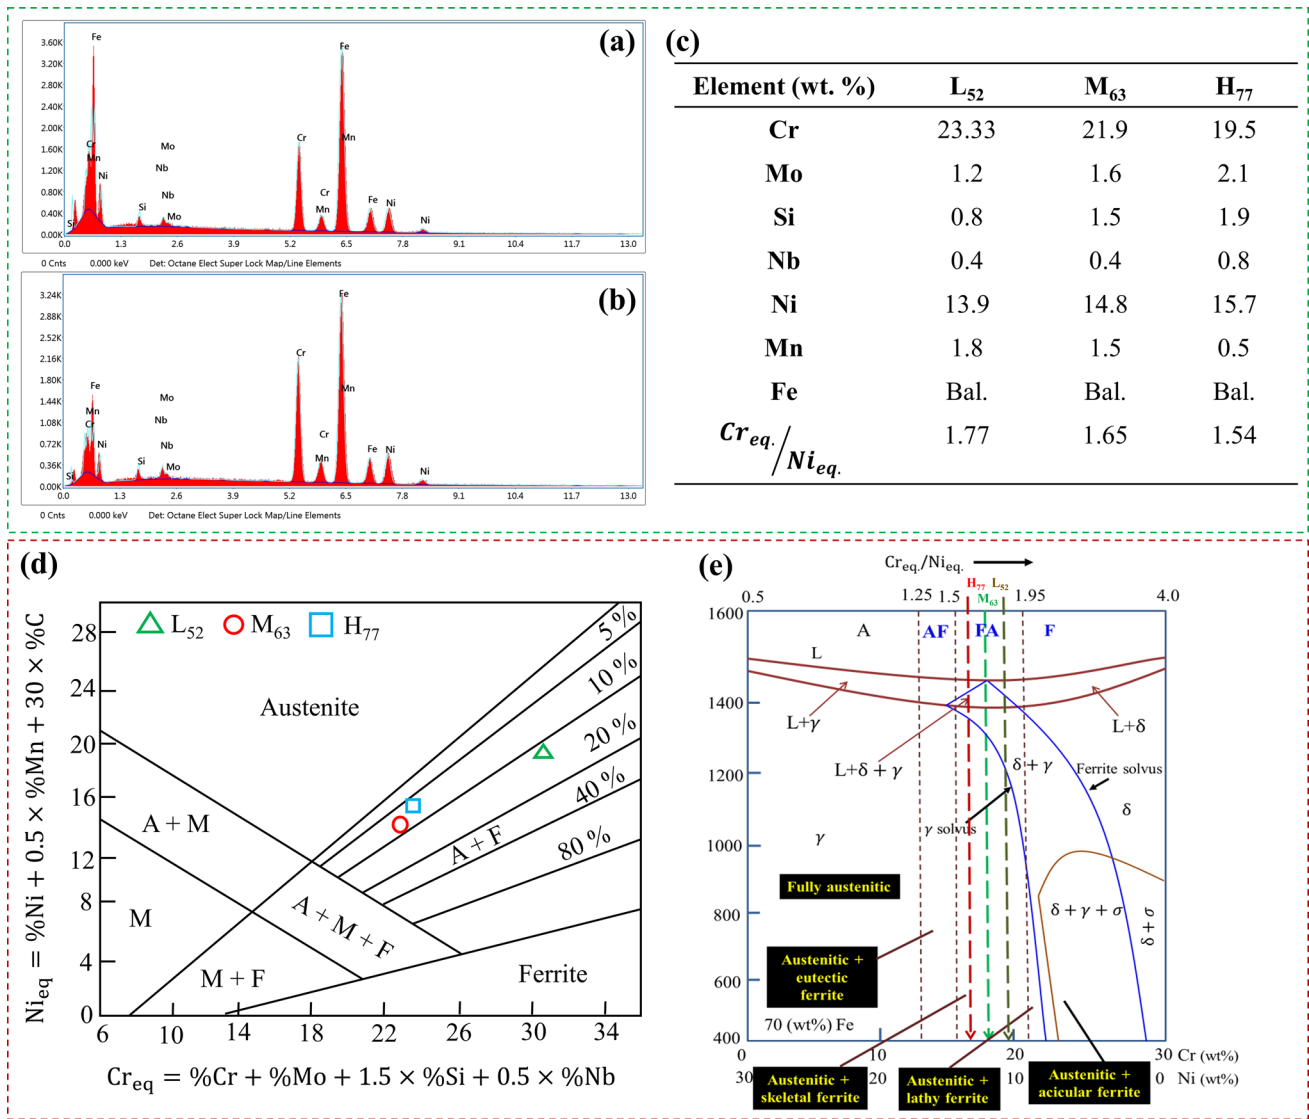 (a)
3.60K
3.20K
2.80K
2.40K
2.00K
1.60K
1.20K
0.80K
0.40K
0.00K
Fe
Cr
Mn
Ni
Si
Si
Mo
Nb
Nb
Mo
Cr
Cr
Mn
Fe
Mn
Fe
Ni
Ni
0.0 1.3 2.6 3.9 5.2 6.5 7.8 9.1 10.4 11.7 13.0
0 Cnts 0.000 keV Det: Octane Elect Super Lock Map/Line Elements
(b)
3.24K
2.88K
2.52K
2.16K
1.80K
1.44K
1.08K
0.72K
0.36K
0.00K
Fe
Mn
Cr
Ni
Si
Si
Mo
Nb
Nb
Mo
Cr
Cr
Mn
Fe
Mn
Fe
Ni
Ni
0.0 1.3 2.6 3.9 5.2 6.5 7.8 9.1 10.4 11.7 13.0
0 Cnts 0.000 keV Det: Octane Elect Super Lock Map/Line Elements
(c)
Element (wt. %) L52 M63 H77
Cr 23.33 21.9 19.5
Mo 1.2 1.6 2.1
Si 0.8 1.5 1.9
Nb 0.4 0.4 0.8
Ni 13.9 14.8 15.7
Mn 1.8 1.5 0.5
Fe Bal. Bal. Bal.
Creq./Nieq. 1.77 1.65 1.54
(d)
L52 M63 H77
Nieq = %Ni + 0.5 × %Mn + 30 × %C
28
24
20
16
12
8
4
0
Austenite
5 %
10 %
20 %
40 %
80 %
A + M
A + F
M
A + M + F
M + F
Ferrite
6 10 14 18 22 26 30 34
Creq = %Cr + %Mo + 1.5 × %Si + 0.5 × %Nb
(e)
Creq./Nieq.
H77 L52
M63
0.5 1.25 1.5 1.95 4.0
1600
1400
1200
1000
800
600
400
A AF FA F
L
L+γ
L+δ
L+δ + γ
δ + γ
Ferrite solvus
γ solvus
δ
γ
Fully austenitic
δ + γ + σ
δ + σ
Austenitic +
eutectic
ferrite
70 (wt%) Fe
0 10 20 30 Cr (wt%)
30 20 10 0 Ni (wt%)
Austenitic +
skeletal ferrite
Austenitic +
lathy ferrite
Austenitic +
acicular ferrite